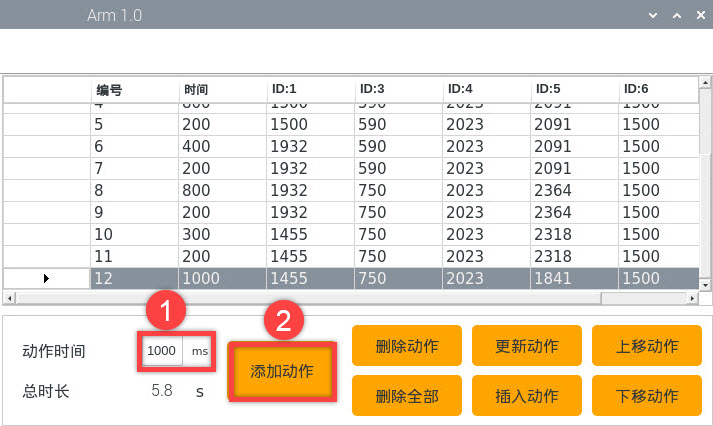 Arm 1.0
编号 时间 ID:1 ID:3 ID:4 ID:5 ID:6
4 800 1500 590 2023 2091 1500
5 200 1500 590 2023 2091 1500
6 400 1932 590 2023 2091 1500
7 200 1932 590 2023 2091 1500
8 800 1932 750 2023 2364 1500
9 200 1932 750 2023 2364 1500
10 300 1455 750 2023 2318 1500
11 200 1455 750 2023 2318 1500
12 1000 1455 750 2023 1841 1500
1 2
动作时间 1000 ms 添加动作 删除动作 更新动作 上移动作
总时长 5.8 s 删除全部 插入动作 下移动作